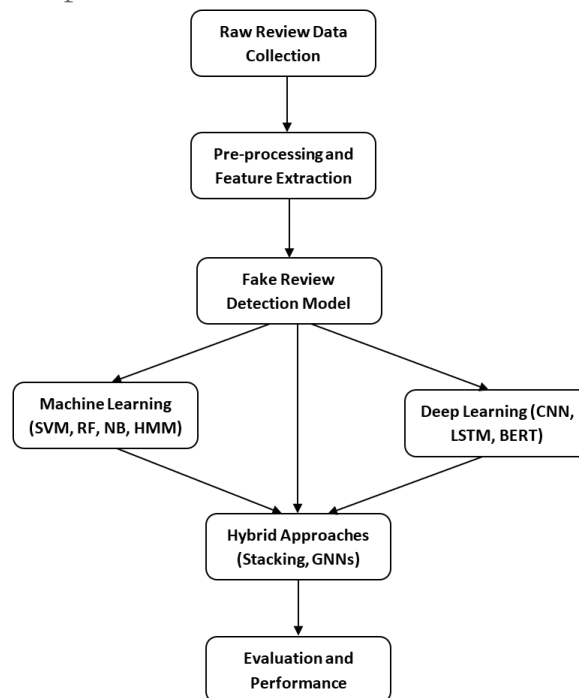 Raw Review Data
Collection
Pre-processing and
Feature Extraction
Fake Review
Detection Model
Machine Learning
(SVM, RF, NB, HMM)
Deep Learning (CNN,
LSTM, BERT)
Hybrid Approaches
(Stacking, GNNs)
Evaluation and
Performance